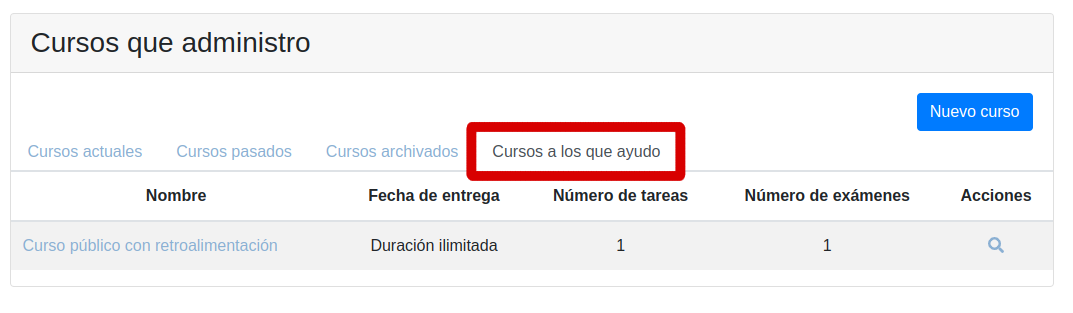 Cursos que administro
Nuevo curso
Cursos actuales Cursos pasados Cursos archivados Cursos a los que ayudo
Nombre Fecha de entrega Número de tareas Número de exámenes Acciones
Curso público con retroalimentación Duración ilimitada 1 1